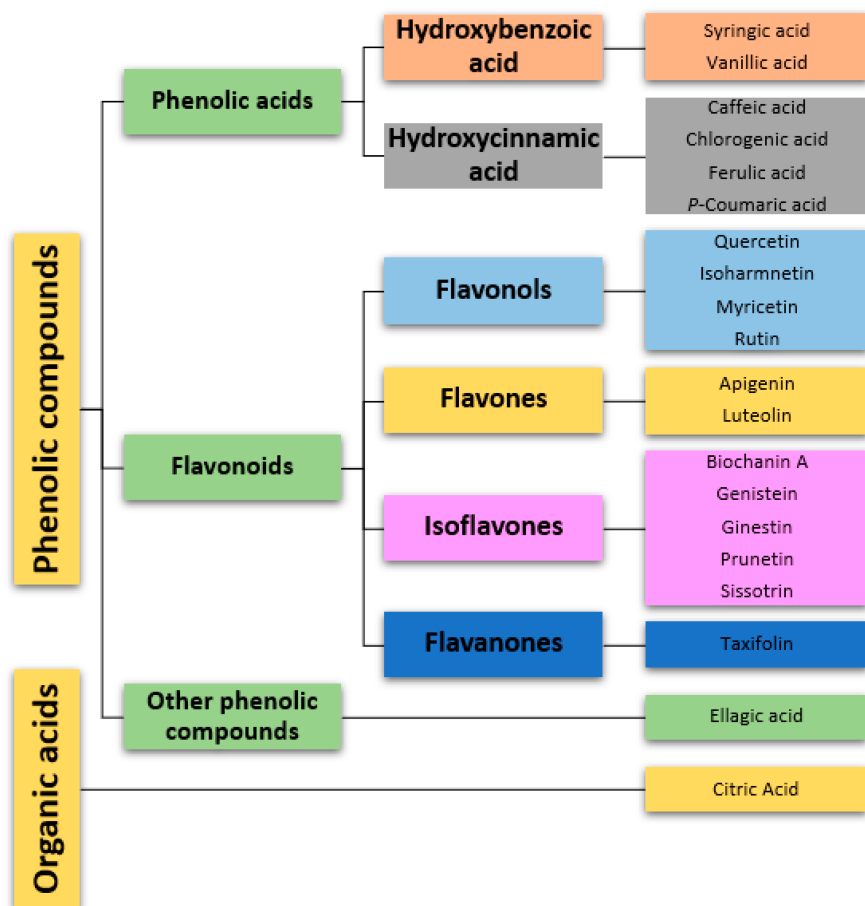 Phenolic compounds
Phenolic acids
Hydroxybenzoic
acid
Syringic acid
Vanillic acid
Hydroxycinnamic
acid
Caffeic acid
Chlorogenic acid
Ferulic acid
P-Coumaric acid
Flavonoids
Flavonols
Quercetin
Isoharmnetin
Myricetin
Rutin
Flavones
Apigenin
Luteolin
Isoflavones
Biochanin A
Genistein
Ginestin
Prunetin
Sissotrin
Flavanones
Taxifolin
Other phenolic
compounds
Ellagic acid
Organic acids
Citric Acid